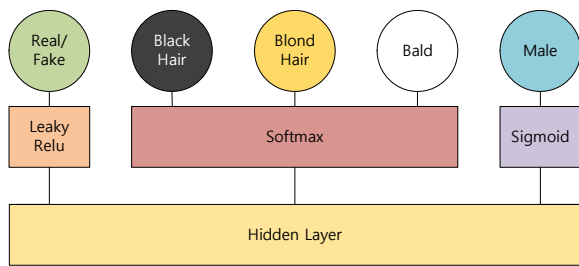 Real/
Fake
Black
Hair
Blond
Hair
Bald
Male
Leaky
Relu
Softmax
Sigmoid
Hidden Layer